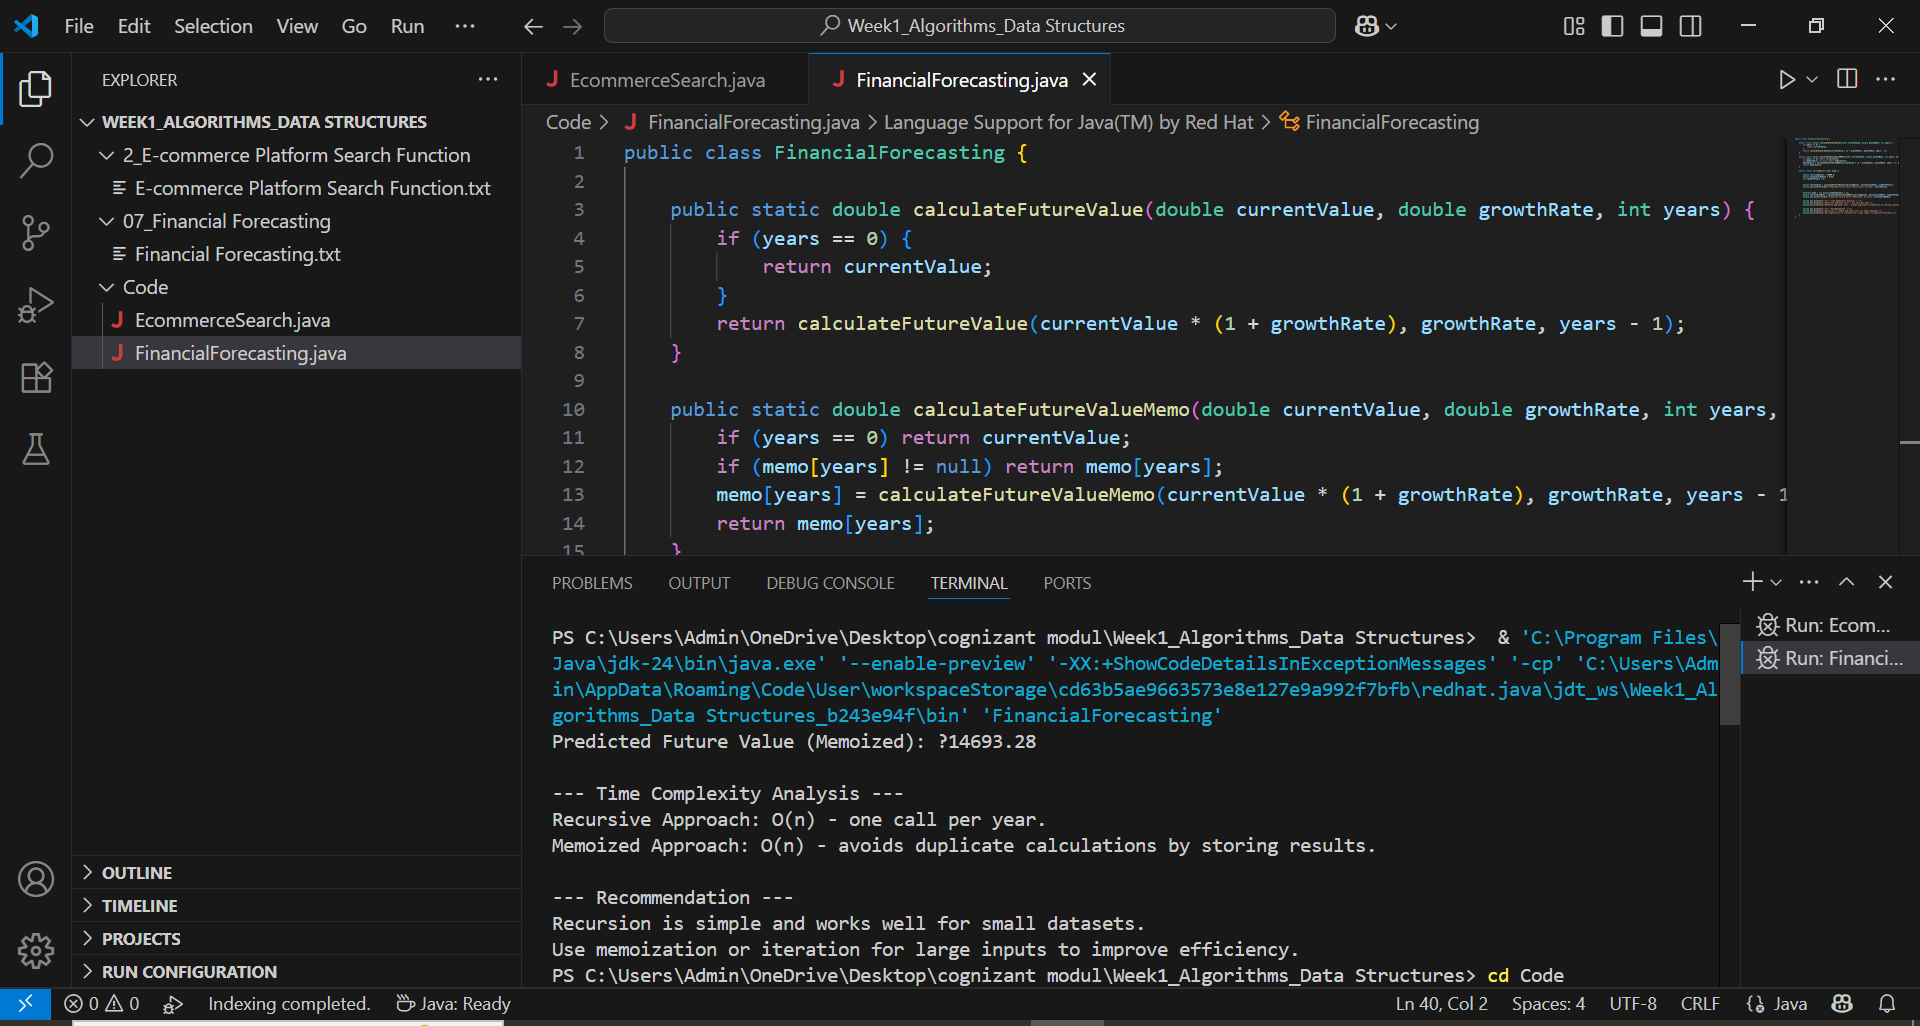 File Edit Selection View Go Run ···
Week1_Algorithms_Data Structures
EXPLORER
WEEK1_ALGORITHMS_DATA STRUCTURES
2_E-commerce Platform Search Function
E-commerce Platform Search Function.txt
07_Financial Forecasting
Financial Forecasting.txt
Code
EcommerceSearch.java
FinancialForecasting.java
OUTLINE
TIMELINE
PROJECTS
RUN CONFIGURATION
EcommerceSearch.java FinancialForecasting.java
Code > FinancialForecasting.java > Language Support for Java(TM) by Red Hat > FinancialForecasting
1 public class FinancialForecasting {
2
3 public static double calculateFutureValue(double currentValue, double growthRate, int years) {
4 if (years == 0) {
5 return currentValue;
6 }
7 return calculateFutureValue(currentValue * (1 + growthRate), growthRate, years - 1);
8 }
9
10 public static double calculateFutureValueMemo(double currentValue, double growthRate, int years,
11 if (years == 0) return currentValue;
12 if (memo[years] != null) return memo[years];
13 memo[years] = calculateFutureValueMemo(currentValue * (1 + growthRate), growthRate, years - 1
14 return memo[years];
15 }
PROBLEMS OUTPUT DEBUG CONSOLE TERMINAL PORTS
PS C:\Users\Admin\OneDrive\Desktop\cognizant modul\Week1_Algorithms_Data Structures> & 'C:\Program Files\
Java\jdk-24\bin\java.exe' '--enable-preview' '-XX:+ShowCodeDetailsInExceptionMessages' '-cp' 'C:\Users\Adm
in\AppData\Roaming\Code\User\workspaceStorage\cd63b5ae9663573e8e127e9a992f7bfb\redhat.java\jdt_ws\Week1_Al
gorithms_Data Structures_b243e94f\bin' 'FinancialForecasting'
Predicted Future Value (Memoized): ?14693.28
--- Time Complexity Analysis ---
Recursive Approach: O(n) - one call per year.
Memoized Approach: O(n) - avoids duplicate calculations by storing results.
--- Recommendation ---
Recursion is simple and works well for small datasets.
Use memoization or iteration for large inputs to improve efficiency.
PS C:\Users\Admin\OneDrive\Desktop\cognizant modul\Week1_Algorithms_Data Structures> cd Code
Run: Ecom...
Run: Financi...
0 0 Indexing completed. Java: Ready Ln 40, Col 2 Spaces: 4 UTF-8 CRLF Java